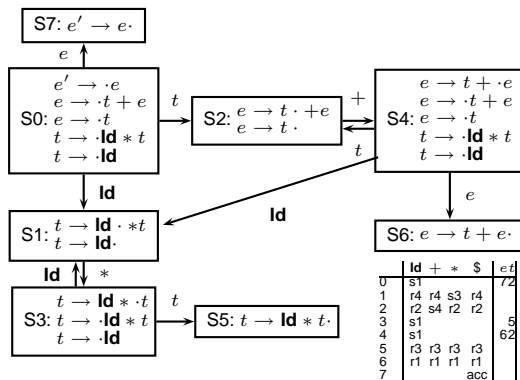 S7: e′ → e·
e
S0:
e′ → ·e
e → ·t + e
e → ·t
t → ·Id ∗ t
t → ·Id
t
S2:
e → t · +e
e → t ·
+
t
S4:
e → t + ·e
e → ·t + e
e → ·t
t → ·Id ∗ t
t → ·Id
Id
Id
e
S1:
t → Id · ∗t
t → Id·
S6: e → t + e·
Id
∗
S3:
t → Id ∗ ·t
t → ·Id ∗ t
t → ·Id
t
S5: t → Id ∗ t·
Id + ∗ $ e t
0 s1 7 2
1 r4 r4 s3 r4
2 r2 s4 r2 r2
3 s1 5
4 s1 6 2
5 r3 r3 r3 r3
6 r1 r1 r1 r1
7 acc